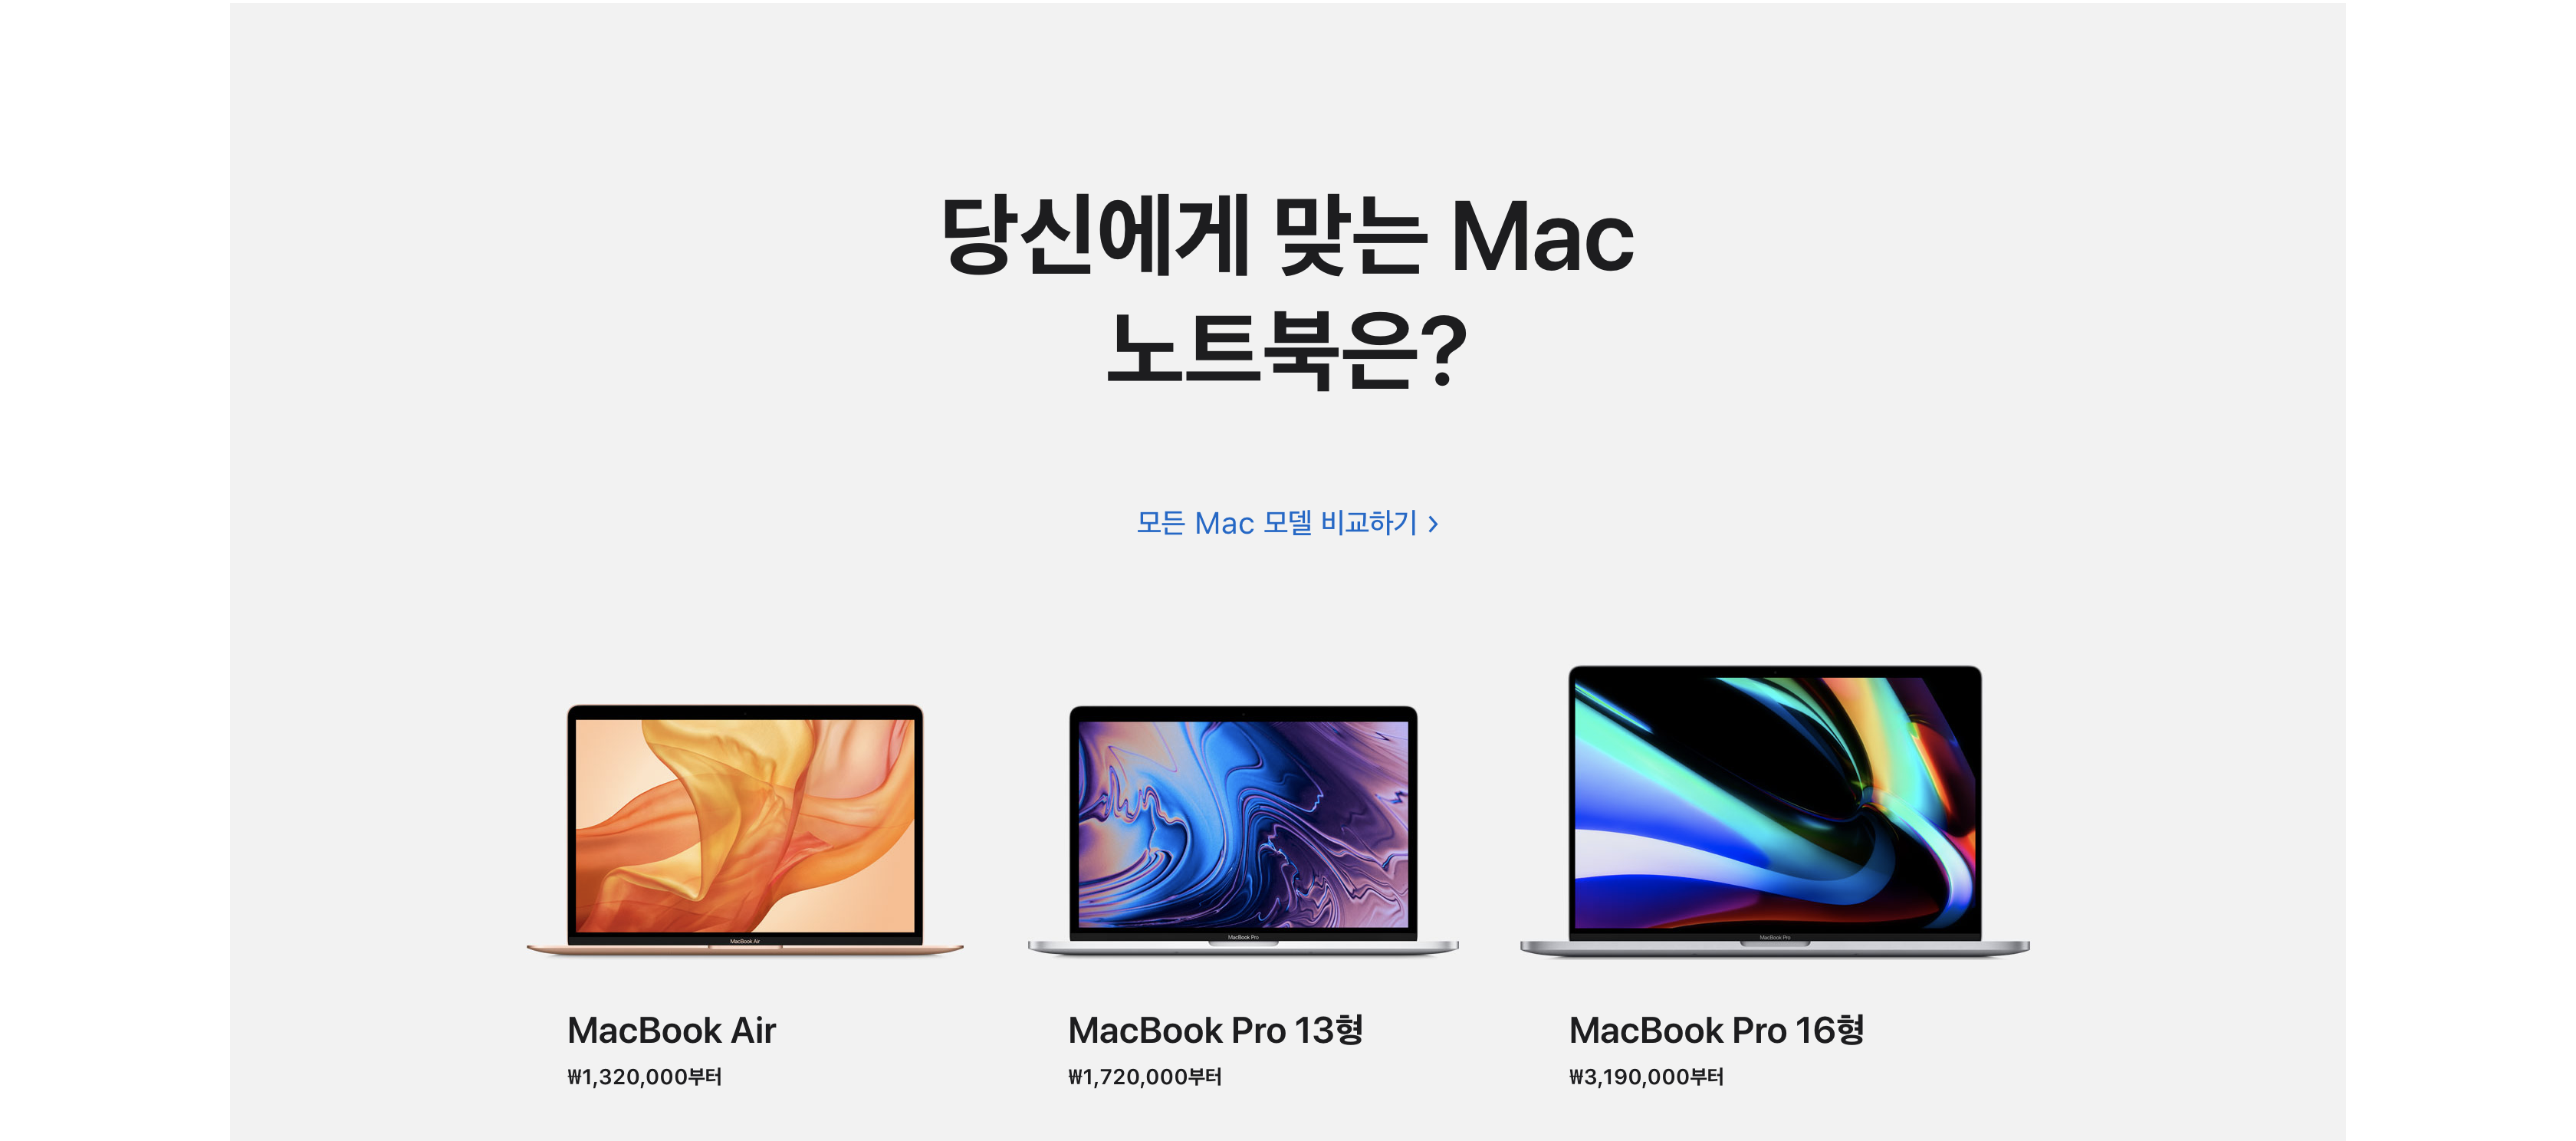 당신에게 맞는 Mac
노트북은?
모든 Mac 모델 비교하기 >
MacBook Air
MacBook Pro
MacBook Pro
MacBook Air
MacBook Pro 13형
MacBook Pro 16형
₩1,320,000부터
₩1,720,000부터
₩3,190,000부터